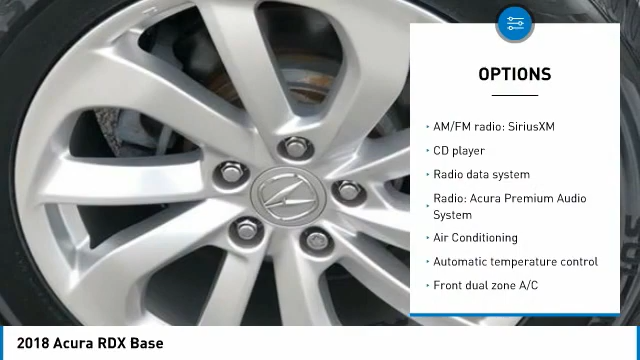 OPTIONS
AM/FM radio: SiriusXM
CD player
Radio data system
Radio: Acura Premium Audio
System
Air Conditioning
Automatic temperature control
Front dual zone A/C
2018 Acura RDX Base